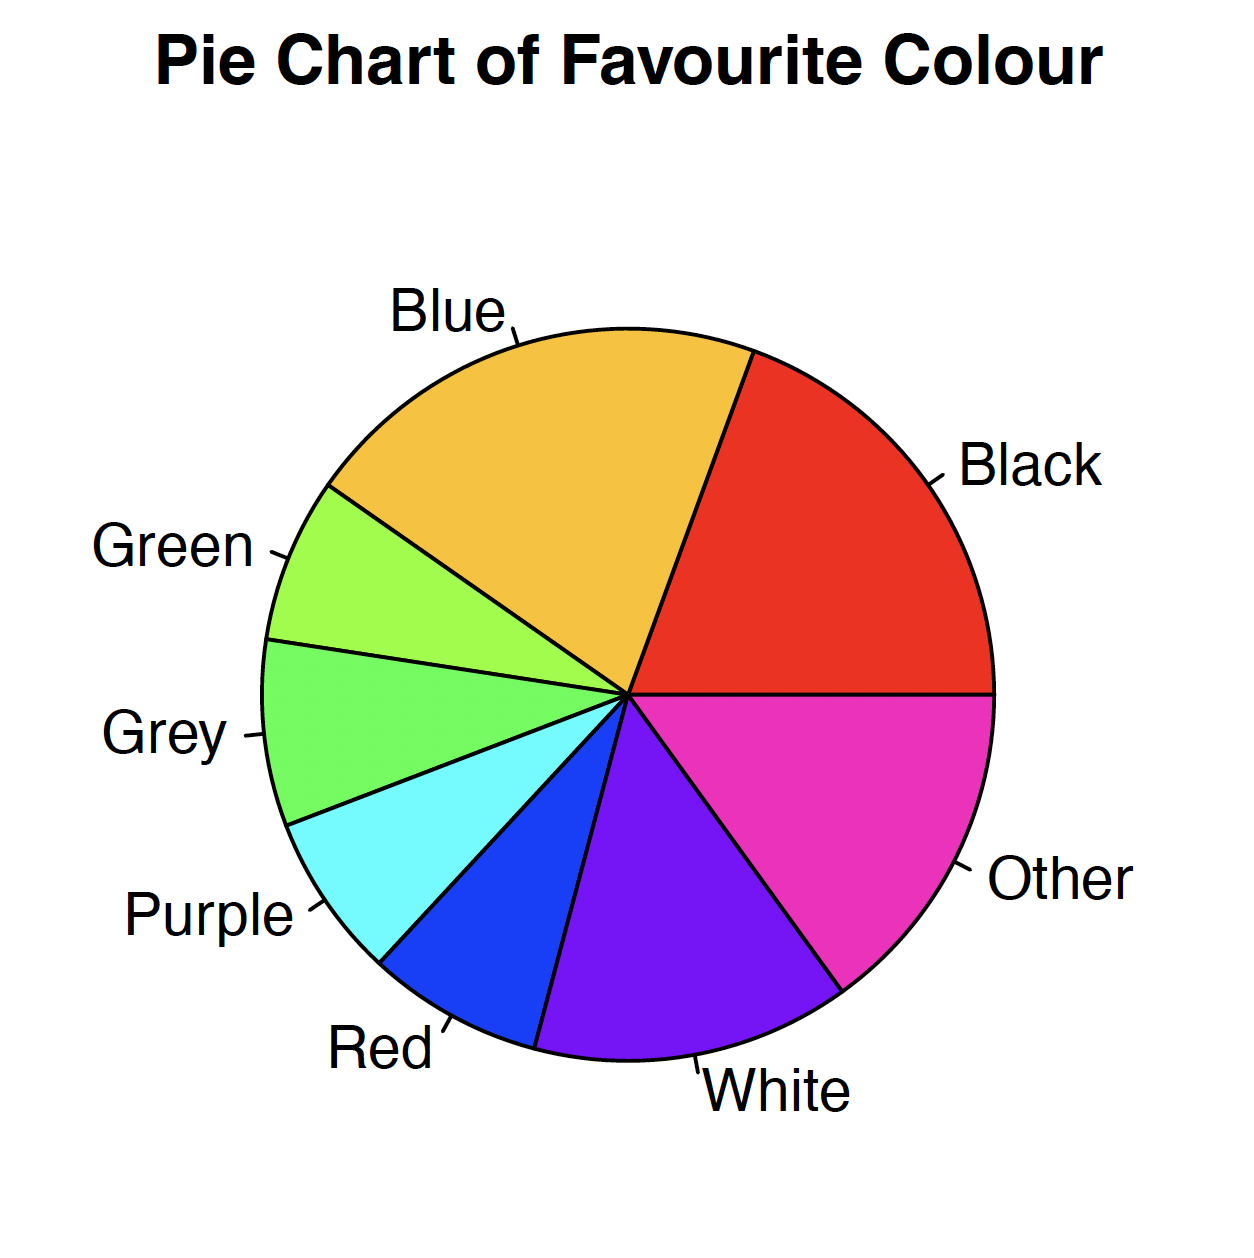 Pie Chart of Favourite Colour
Blue
Black
Green
Grey
Other
Purple
Red
White